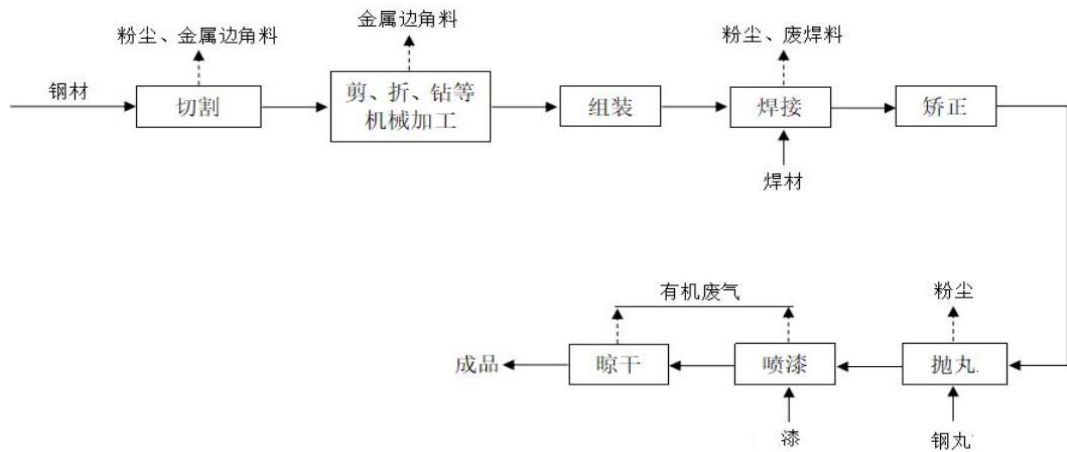 粉尘、金属边角料
金属边角料
粉尘、废焊料
钢材
切割
剪、折、钻等
机械加工
组装
焊接
矫正
焊材
有机废气
粉尘
成品
晾干
喷漆
抛丸
漆
钢丸